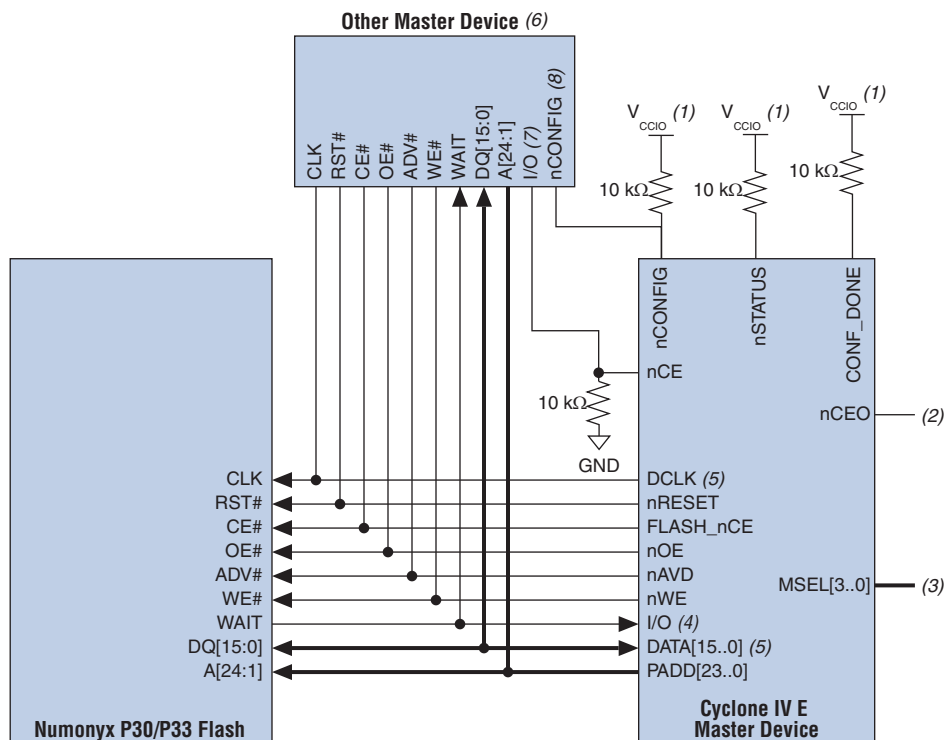 Other Master Device (6)
CLK
RST#
CE#
OE#
ADV#
WE#
WAIT
DQ[15:0]
A[24:1]
I/O (7)
nCONFIG (8)
VCCIO (1)
VCCIO (1)
VCCIO (1)
10 kΩ
10 kΩ
10 kΩ
nCONFIG
nSTATUS
CONF_DONE
nCE
10 kΩ
GND
nCEO
(2)
CLK
DCLK (5)
RST#
nRESET
CE#
FLASH_nCE
OE#
nOE
ADV#
nAVD
MSEL[3..0]
(3)
WE#
nWE
WAIT
I/O (4)
DQ[15:0]
DATA[15..0] (5)
A[24:1]
PADD[23..0]
Numonyx P30/P33 Flash
Cyclone IV E
Master Device